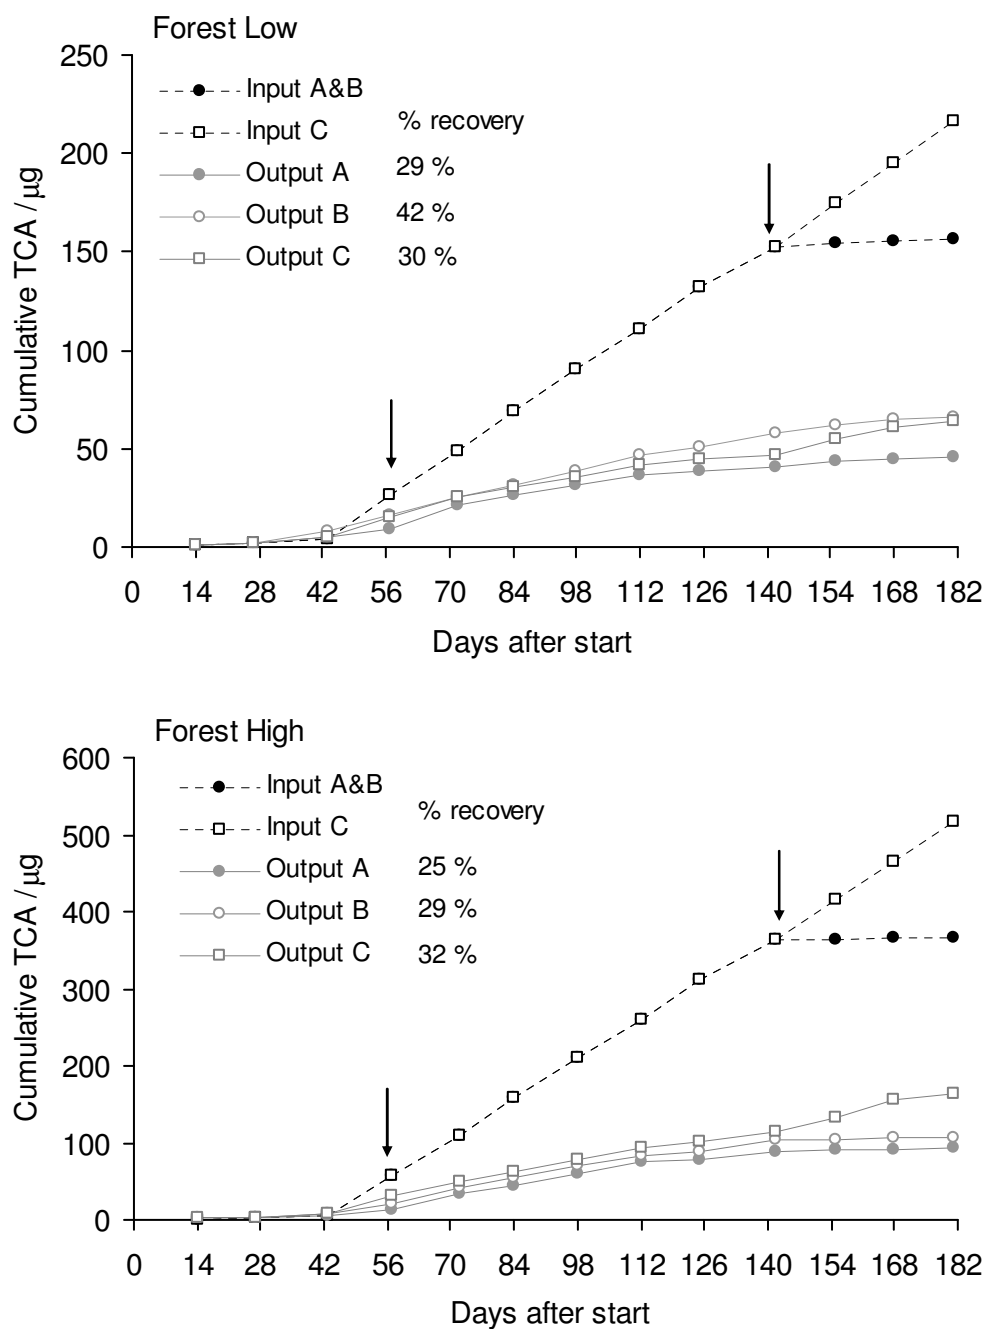 Forest Low
250
200
150
100
50
0
Cumulative TCA / µg
Input A&B
Input C
% recovery
Output A 29 %
Output B 42 %
Output C 30 %
0 14 28 42 56 70 84 98 112 126 140 154 168 182
Days after start
Forest High
600
500
400
300
200
100
0
Cumulative TCA / µg
Input A&B
Input C
% recovery
Output A 25 %
Output B 29 %
Output C 32 %
0 14 28 42 56 70 84 98 112 126 140 154 168 182
Days after start